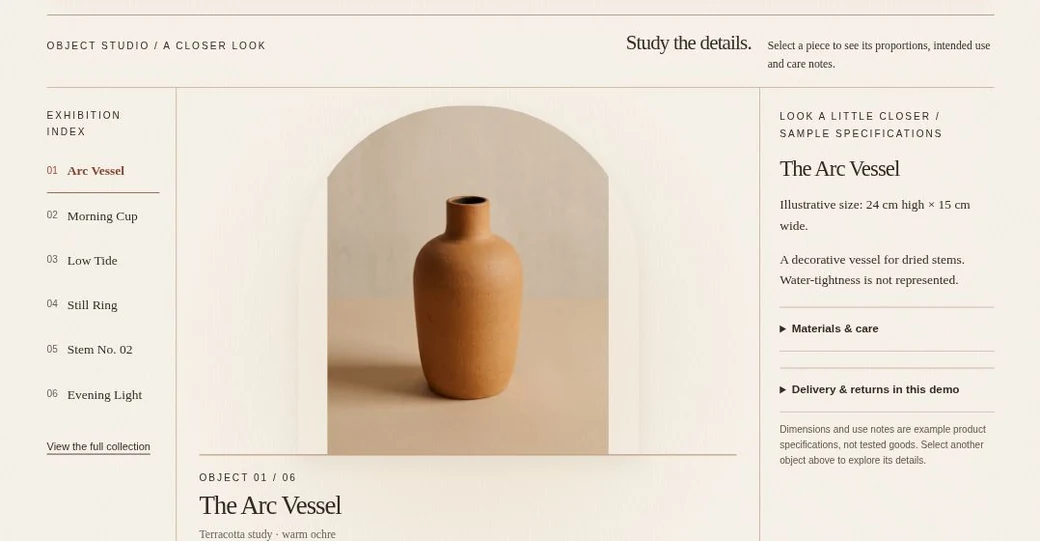 OBJECT STUDIO / A CLOSER LOOK
Study the details.
Select a piece to see its proportions, intended use
and care notes.
EXHIBITION
INDEX
01 Arc Vessel
02 Morning Cup
03 Low Tide
04 Still Ring
05 Stem No. 02
06 Evening Light
View the full collection
OBJECT 01 / 06
The Arc Vessel
Terracotta study · warm ochre
LOOK A LITTLE CLOSER /
SAMPLE SPECIFICATIONS
The Arc Vessel
Illustrative size: 24 cm high × 15 cm
wide.
A decorative vessel for dried stems.
Water-tightness is not represented.
Materials & care
Delivery & returns in this demo
Dimensions and use notes are example product
specifications, not tested goods. Select another
object above to explore its details.